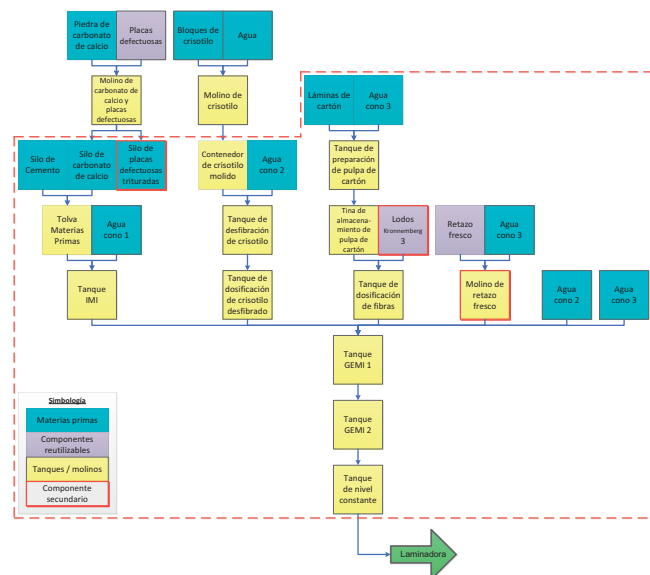 Piedra de
carbonato
de calcio
Placas
defectuosas
Bloques de
crisotilo
Agua
Molino de
carbonato de
calcio y
placas
defectuosas
Molino de
crisotilo
Láminas de
cartón
Agua
cono 3
Silo de
Cemento
Silo de
carbonato
de calcio
Silo de
placas
defectuosas
trituradas
Contenedor
de crisotilo
molido
Agua
cono 2
Tanque de
preparación
de pulpa de
cartón
Tolva
Materias
Primas
Agua
cono 1
Tanque de
desfibración
de crisotilo
Tina de
almacena-
miento de
pulpa de
cartón
Lodos
Kronnemberg
3
Retazo
fresco
Agua
cono 3
Tanque
IMI
Tanque de
dosificación
de crisotilo
desfibrado
Tanque de
dosificación
de fibras
Molino de
retazo
fresco
Agua
cono 2
Agua
cono 3
Tanque
GEMI 1
Tanque
GEMI 2
Tanque
de nivel
constante
Laminadora
Simbología
Materias primas
Componentes
reutilizables
Tanques / molinos
Componente
secundario